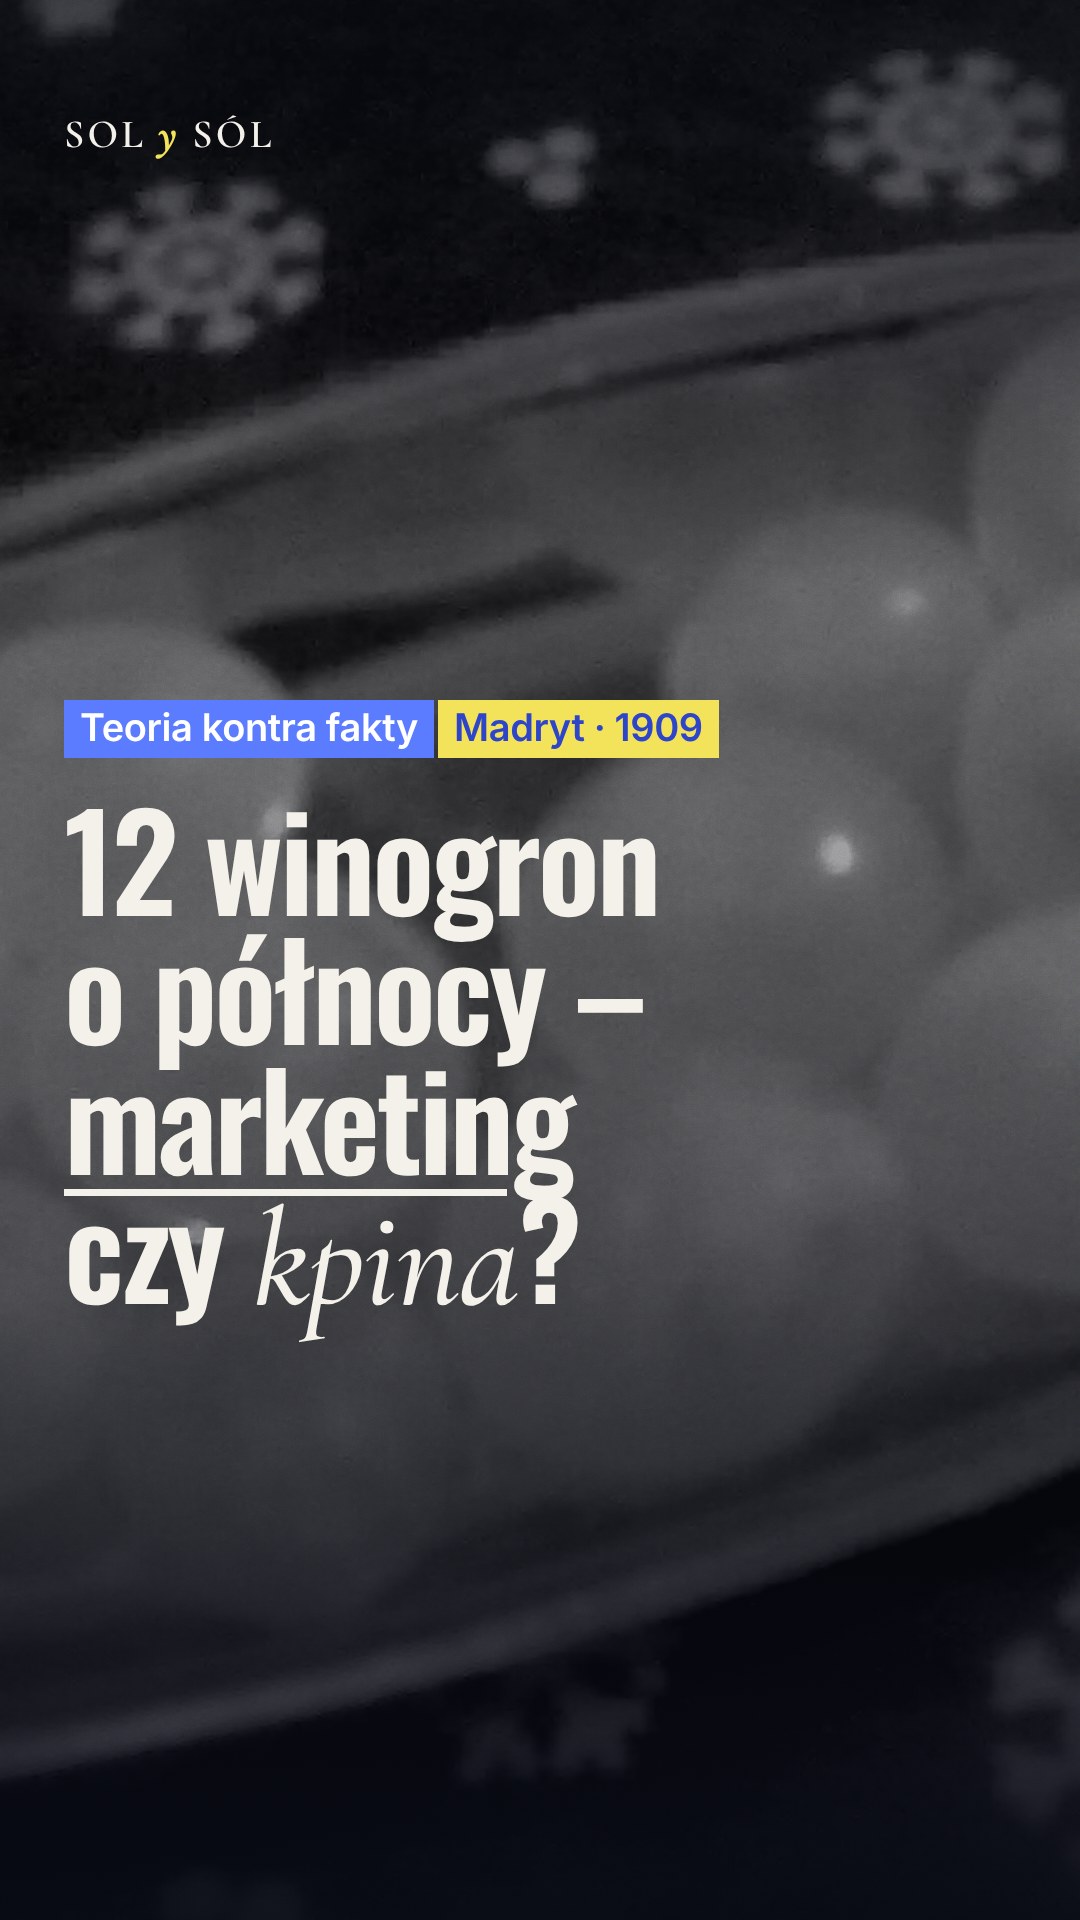 SOL y SÓL
Teoria kontra fakty Madryt · 1909
12 winogron
o północy –
marketing
czy kpina?